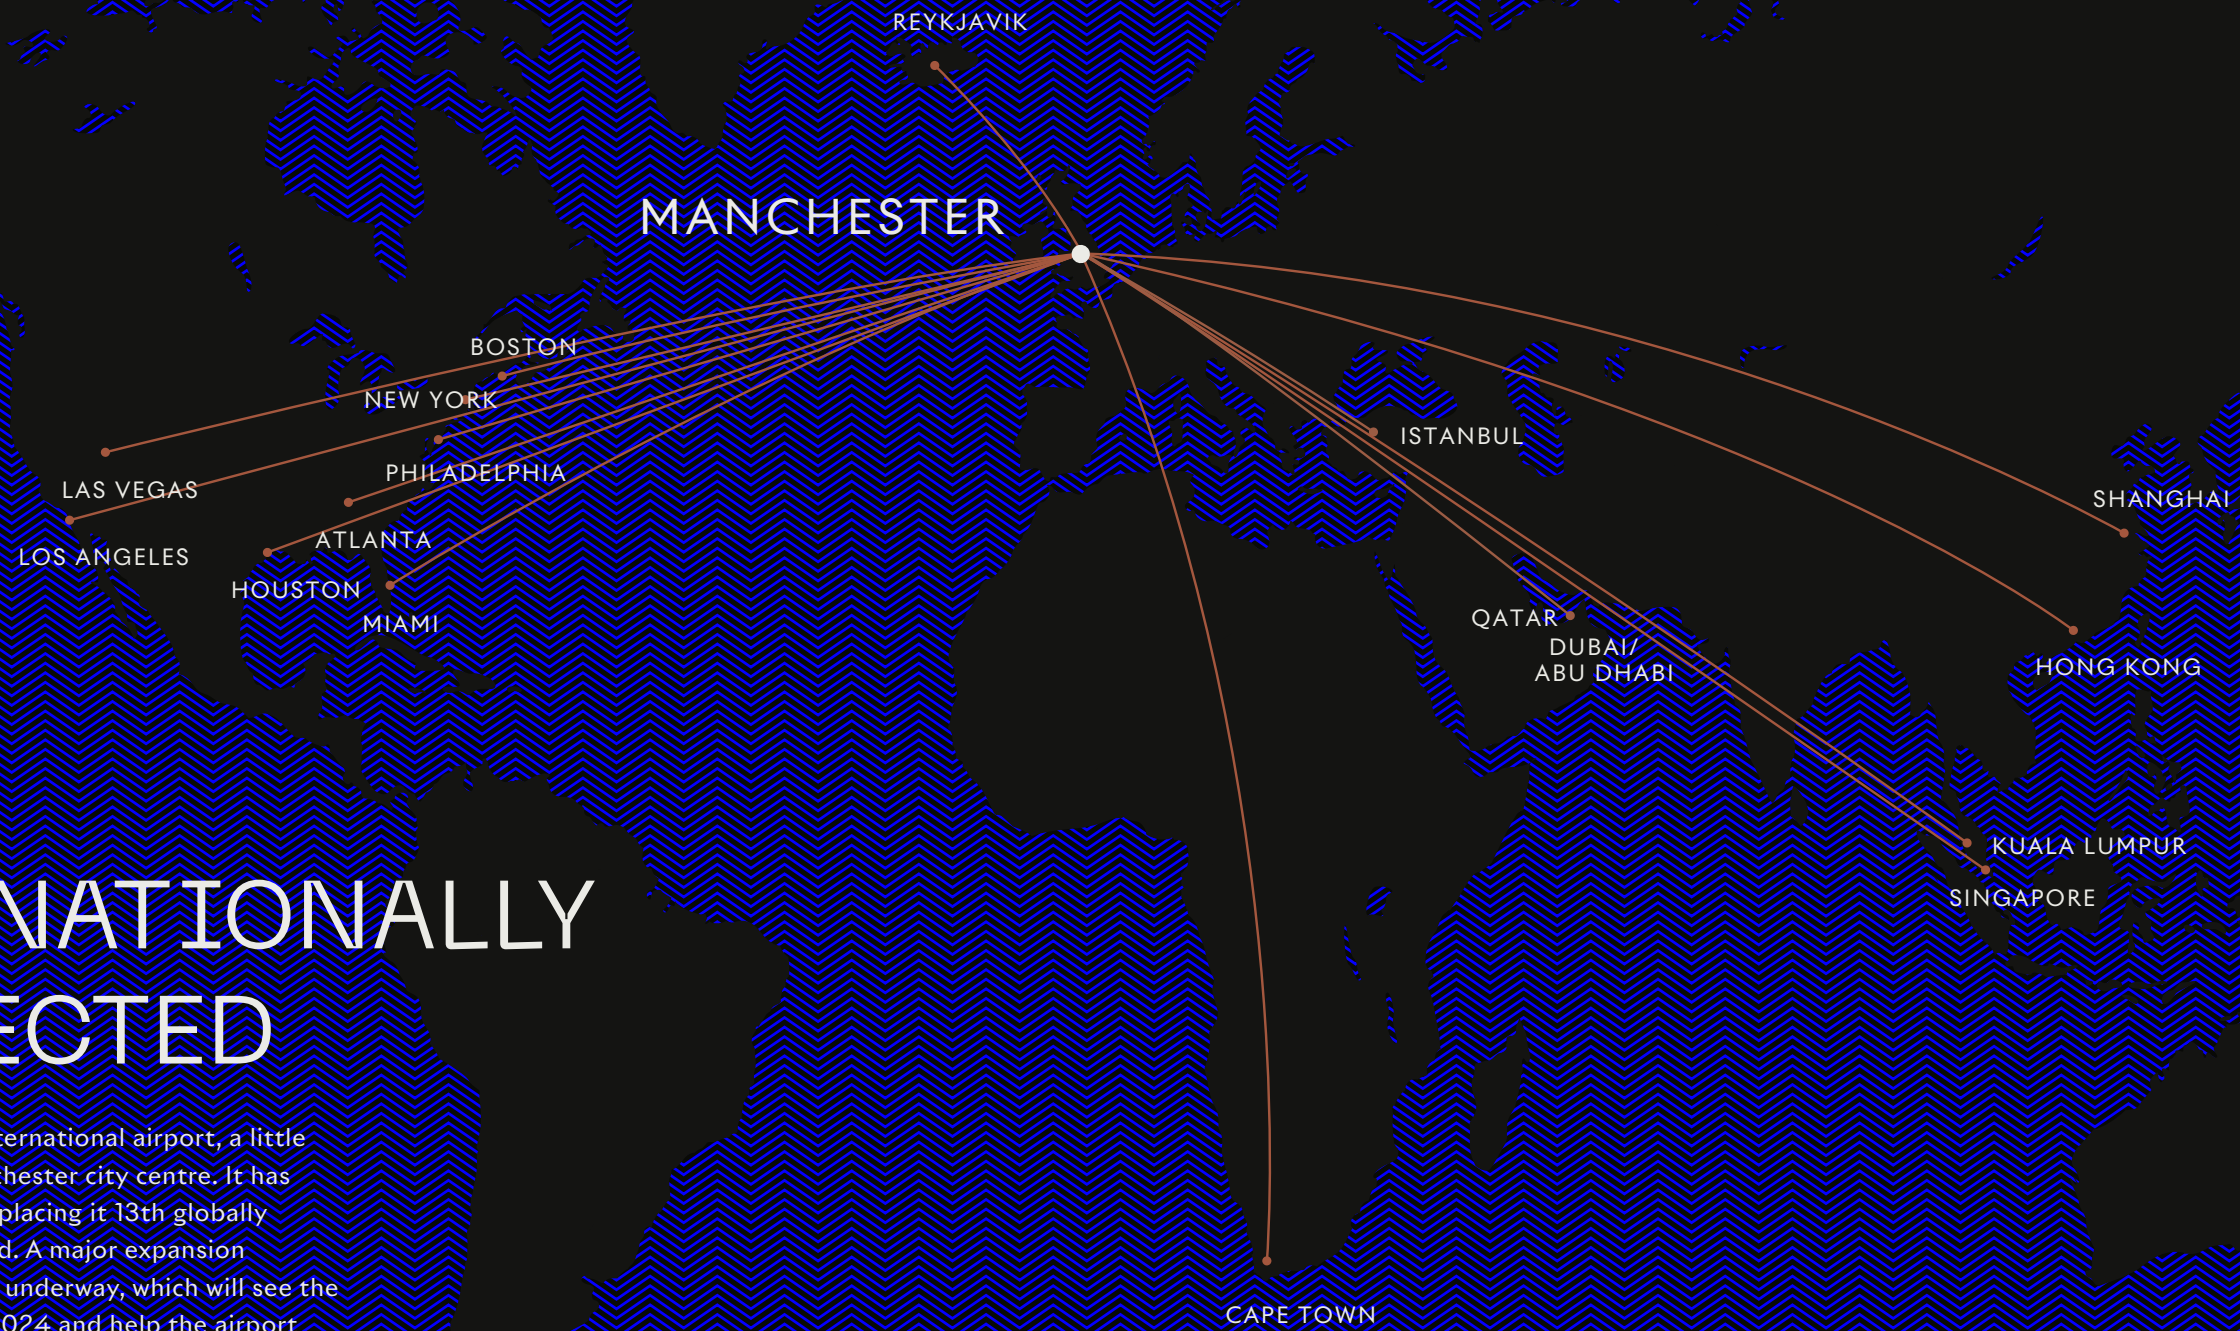 REYKJAVIK
MANCHESTER
BOSTON
NEW YORK
ISTANBUL
PHILADELPHIA
LAS VEGAS
SHANGHAI
ATLANTA
LOS ANGELES
HOUSTON
MIAMI
QATAR
DUBAI/
ABU DHABI
HONG KONG
KUALA LUMPUR
SINGAPORE
NATIONALLY
ECTED
ternational airport, a little
hester city centre. It has
placing it 13th globally
d. A major expansion
underway, which will see the
024 and help the airport
CAPE TOWN